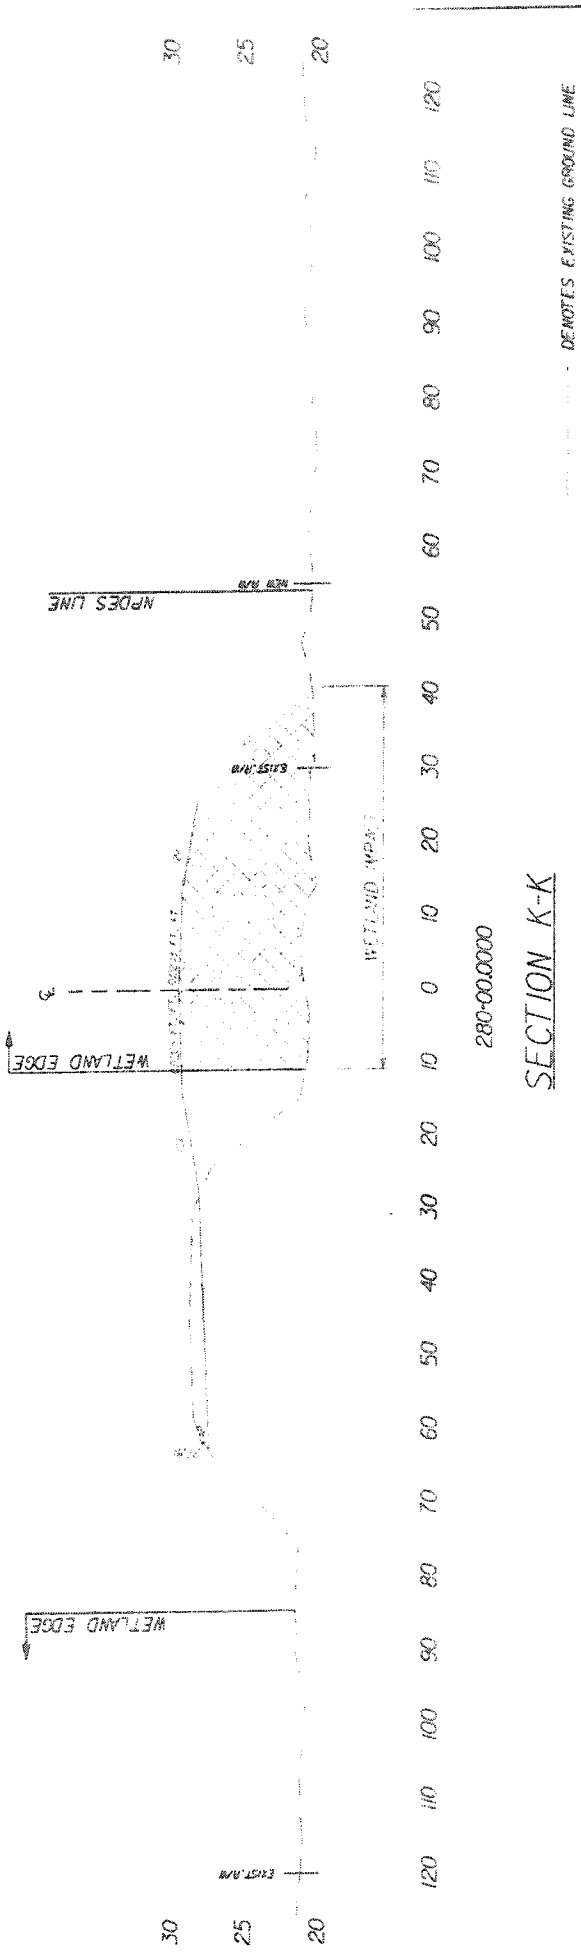 30
25
20
30
25
20
WETLAND EDGE
WETLAND EDGE
NPDES LINE
EXIST. R/W
EXIST. R/W
NEW R/W
WETLAND IMPACT
120 110 100 90 80 70 60 50 40 30 20 10 0 10 20 30 40 50 60 70 80 90 100 110 120
280+00.0000
SECTION K-K
DENOTES EXISTING GROUND LINE